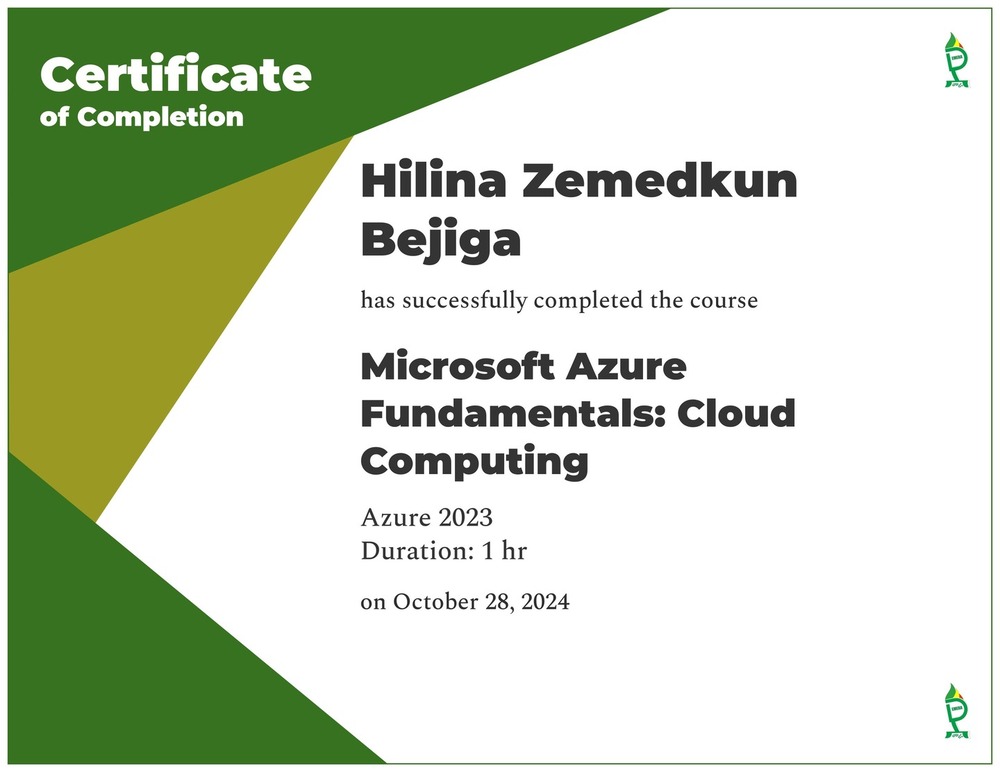 Certificate
of Completion
Hilina Zemedkun
Bejiga
has successfully completed the course
Microsoft Azure
Fundamentals: Cloud
Computing
Azure 2023
Duration: 1 hr
on October 28, 2024